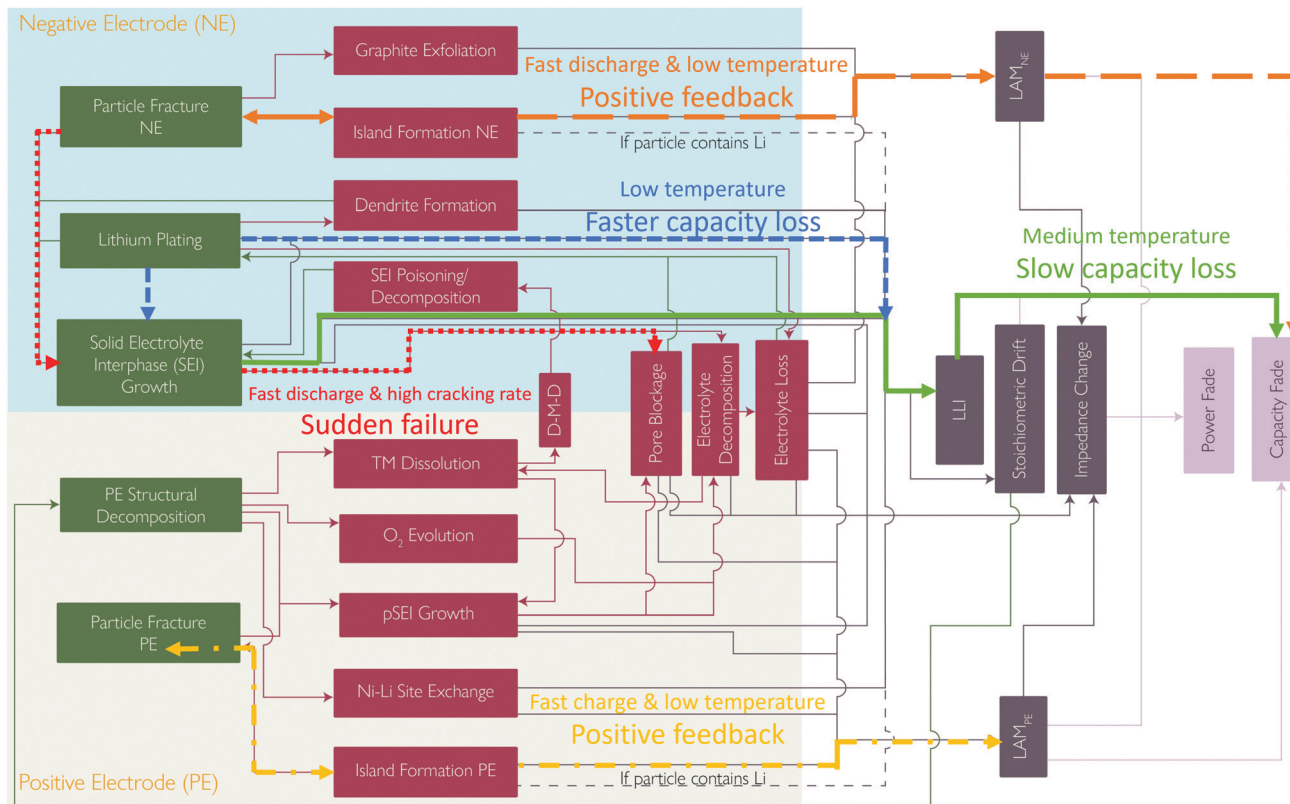 Negative Electrode (NE)
Graphite Exfoliation
Particle Fracture
NE
Island Formation NE
Fast discharge & low temperature
Positive feedback
If particle contains Li
LAM_NE
Dendrite Formation
Lithium Plating
Low temperature
Faster capacity loss
SEI Poisoning/
Decomposition
Medium temperature
Slow capacity loss
Solid Electrolyte
Interphase (SEI)
Growth
Fast discharge & high cracking rate
Sudden failure
D-M-D
Pore Blockage
Electrolyte
Decomposition
Electrolyte Loss
LLI
Stoichiometric Drift
Impedance Change
Power Fade
Capacity Fade
TM Dissolution
PE Structural
Decomposition
O₂ Evolution
pSEI Growth
Particle Fracture
PE
Ni-Li Site Exchange
Fast charge & low temperature
Positive feedback
Island Formation PE
If particle contains Li
LAM_PE
Positive Electrode (PE)